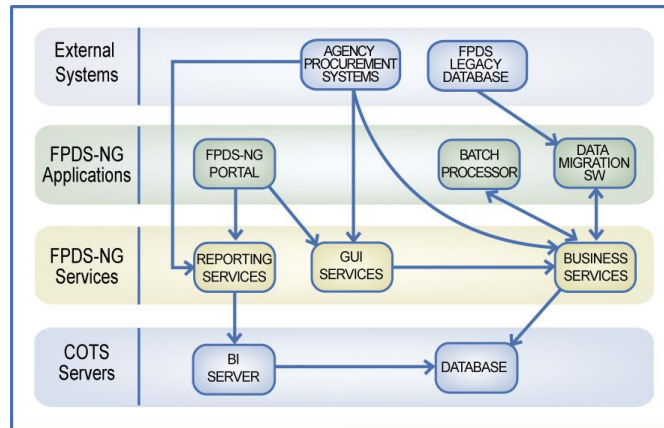 External
Systems
AGENCY
PROCUREMENT
SYSTEMS
FPDS
LEGACY
DATABASE
FPDS-NG
Applications
FPDS-NG
PORTAL
BATCH
PROCESSOR
DATA
MIGRATION
SW
FPDS-NG
Services
REPORTING
SERVICES
GUI
SERVICES
BUSINESS
SERVICES
COTS
Servers
BI
SERVER
DATABASE